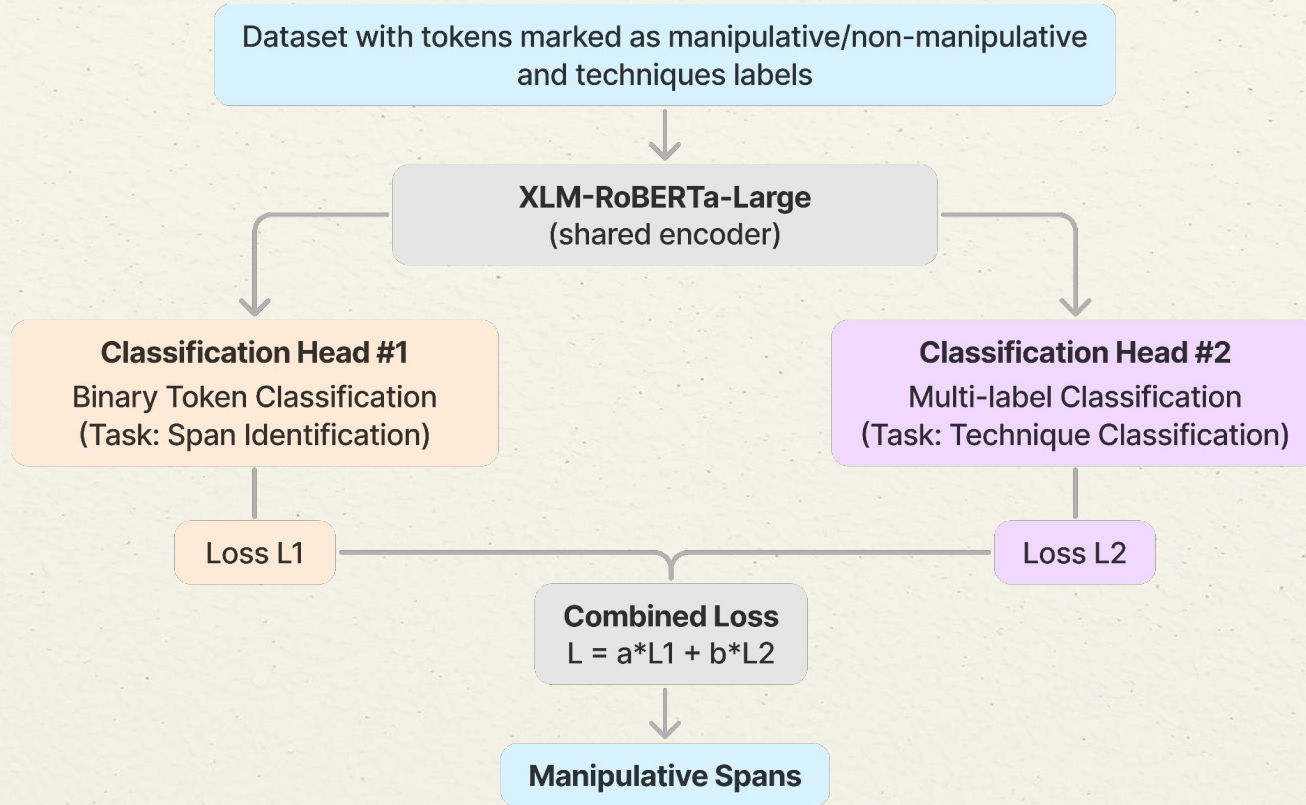 Dataset with tokens marked as manipulative/non-manipulative
and techniques labels
XLM-RoBERTa-Large
(shared encoder)
Classification Head #1
Binary Token Classification
(Task: Span Identification)
Classification Head #2
Multi-label Classification
(Task: Technique Classification)
Loss L1
Loss L2
Combined Loss
L = a*L1 + b*L2
Manipulative Spans